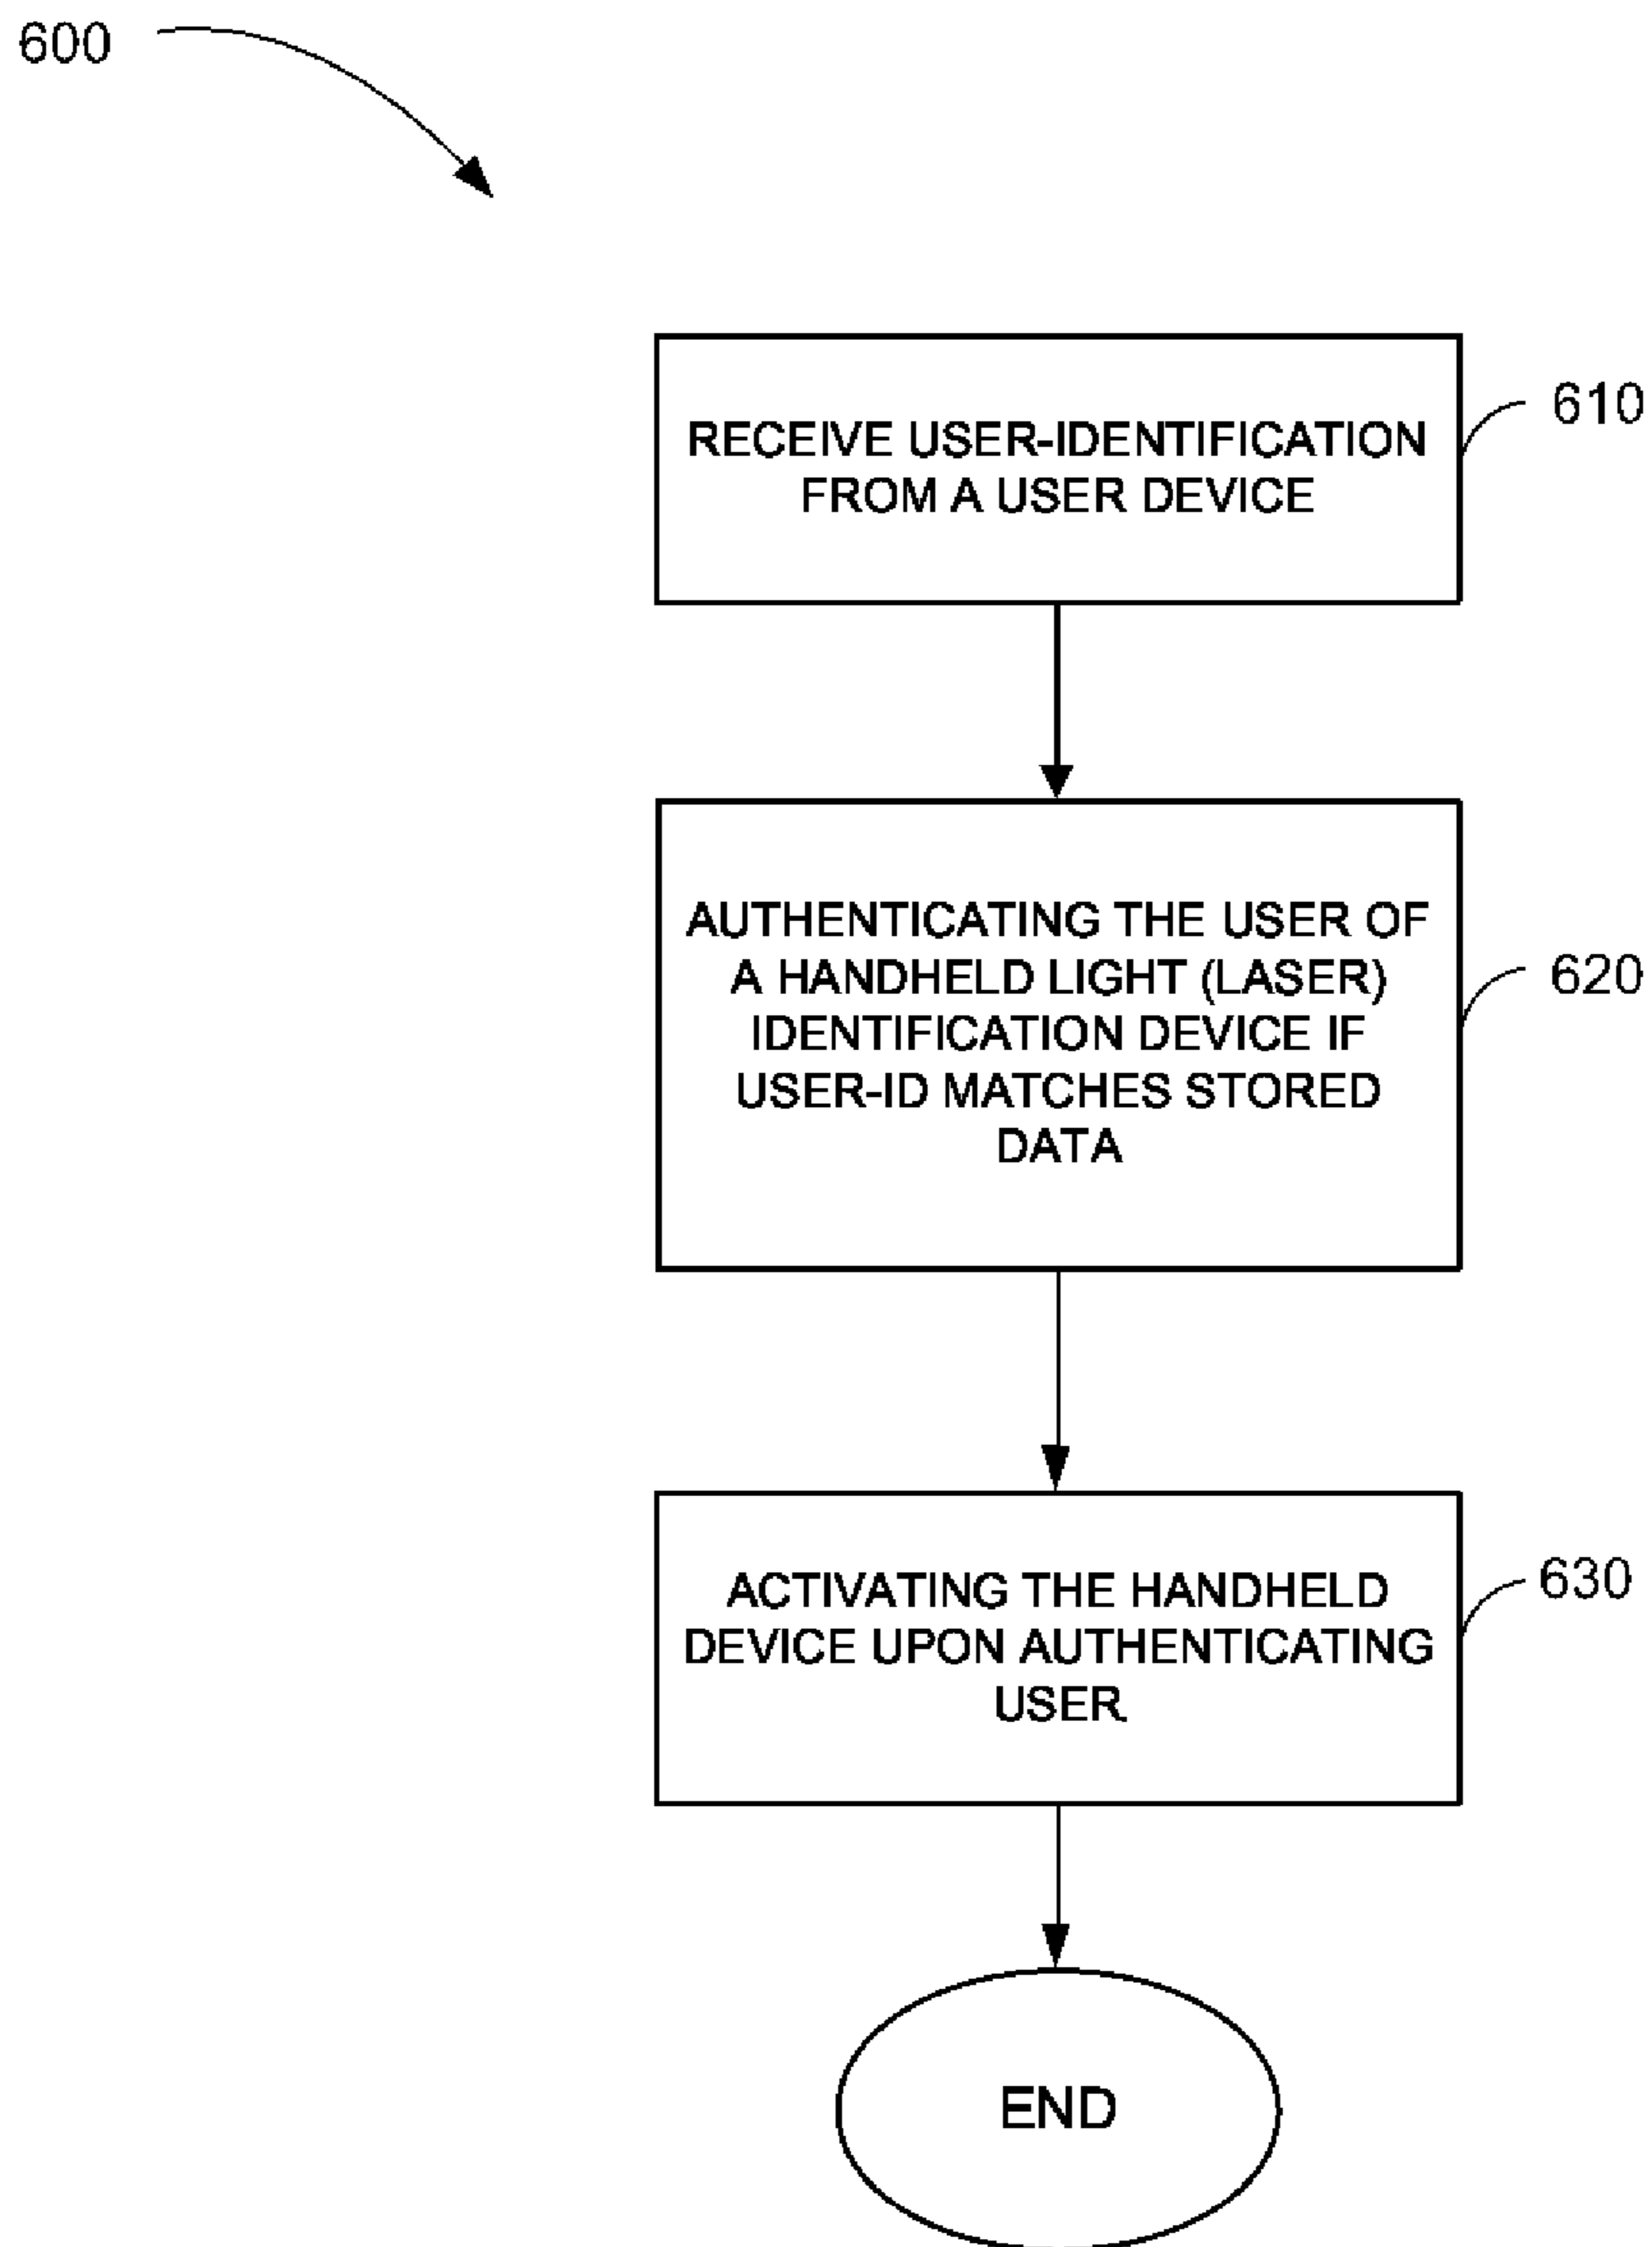 600
RECEIVE USER-IDENTIFICATION
FROM A USER DEVICE
610
AUTHENTICATING THE USER OF
A HANDHELD LIGHT (LASER)
IDENTIFICATION DEVICE IF
USER-ID MATCHES STORED
DATA
620
ACTIVATING THE HANDHELD
DEVICE UPON AUTHENTICATING
USER
630
END